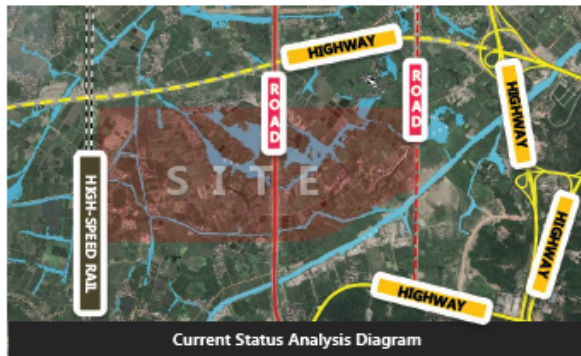 HIGHWAY
ROAD
ROAD
HIGHWAY
SITE
HIGH-SPEED RAIL
HIGHWAY
HIGHWAY
Current Status Analysis Diagram